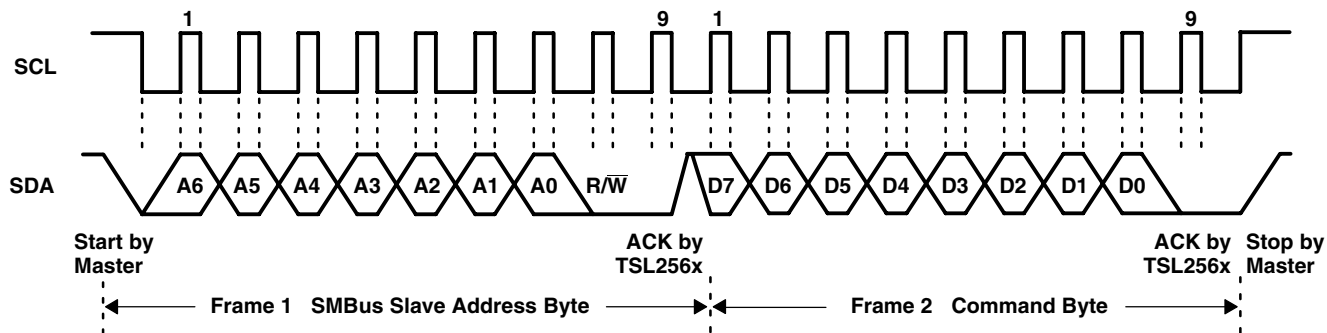 1 9 1 9
SCL
SDA A6 A5 A4 A3 A2 A1 A0 R/W̅ D7 D6 D5 D4 D3 D2 D1 D0
Start by
Master
ACK by
TSL256x
ACK by
TSL256x
Stop by
Master
Frame 1 SMBus Slave Address Byte
Frame 2 Command Byte